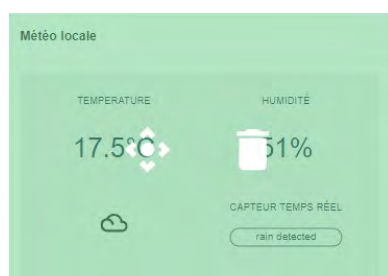 Météo locale
TEMPERATURE
HUMIDITÉ
17.5°C
51%
CAPTEUR TEMPS RÉEL
rain detected